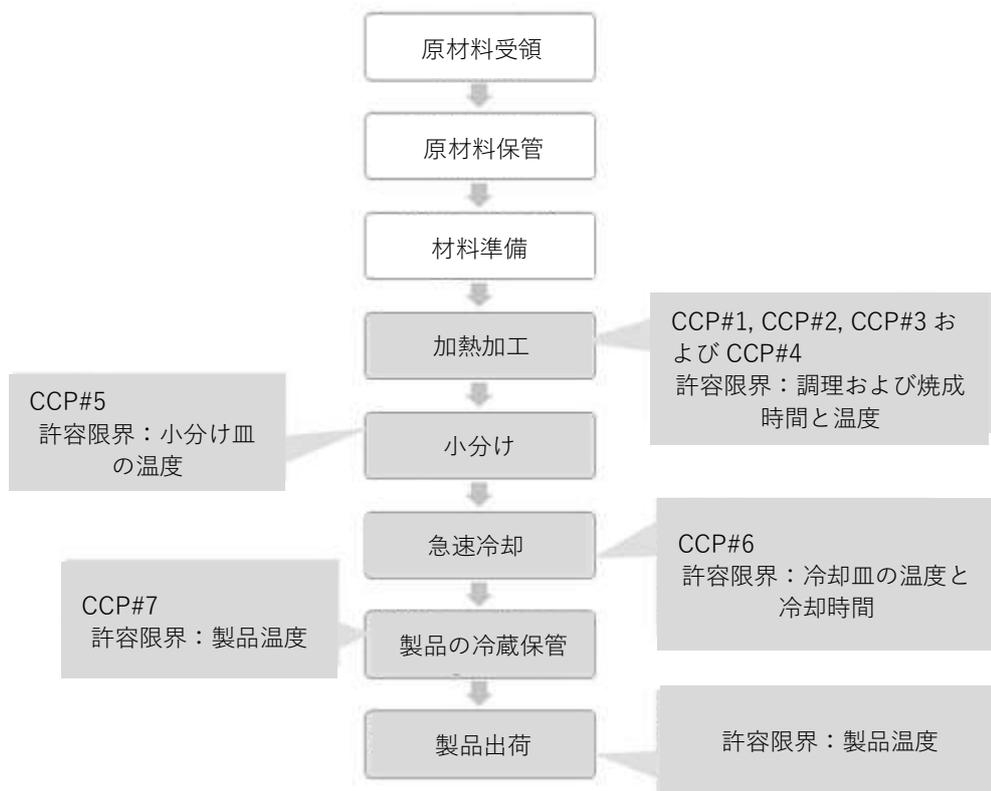 原材料受領
原材料保管
材料準備
加熱加工
CCP#1, CCP#2, CCP#3 お
よび CCP#4
許容限界：調理および焼成
時間と温度
CCP#5
許容限界：小分け皿
の温度
小分け
急速冷却
CCP#6
許容限界：冷却皿の温度と
冷却時間
CCP#7
許容限界：製品温度
製品の冷蔵保管
製品出荷
許容限界：製品温度